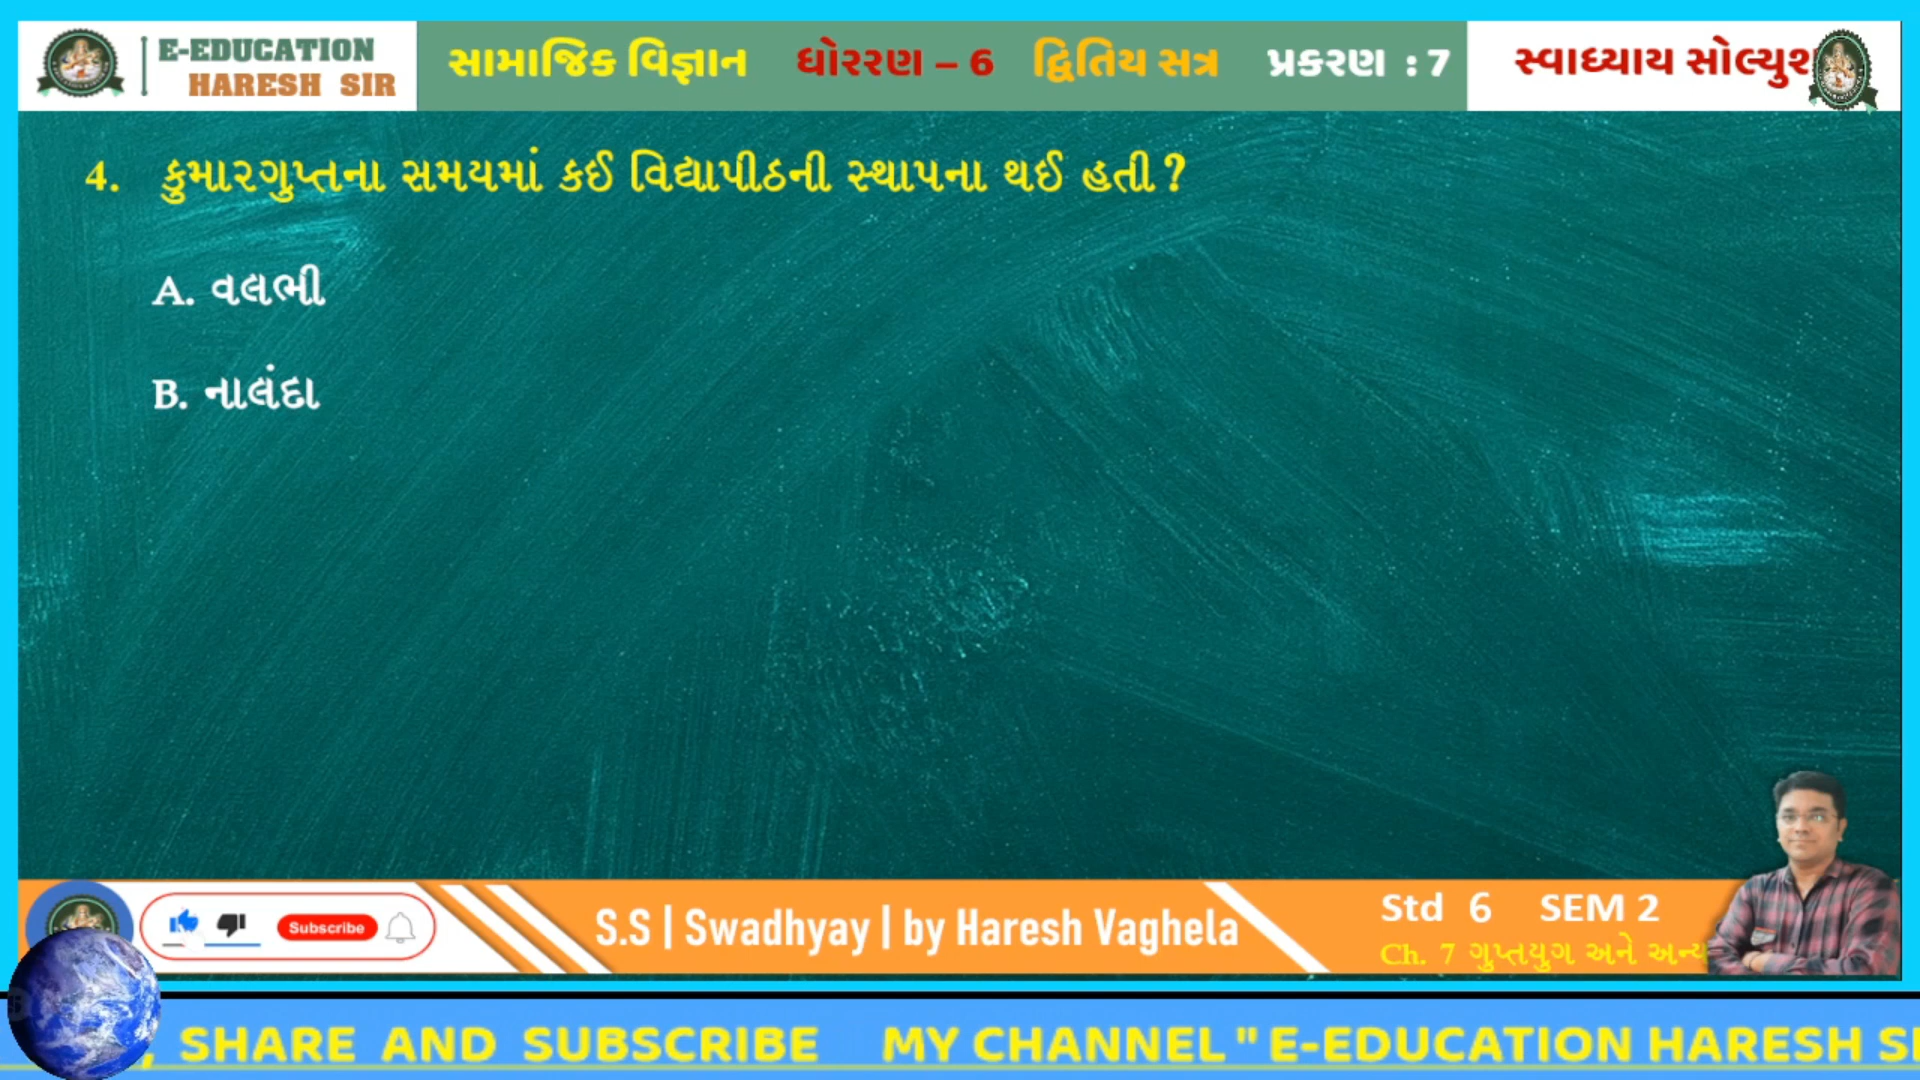 E-EDUCATION
HARESH SIR
સામાજિક વિજ્ઞાન ધોરરણ – 6 દ્વિતિય સત્ર પ્રકરણ : 7
સ્વાધ્યાય
4. કુમારગુપ્તના સમયમાં કઈ વિદ્યાપીઠની સ્થાપના થઈ હતી ?
A. વલભી
B. નાલંદા
Subscribe
S.S | Swadhyay | by Haresh Vaghela
Std 6 SEM 2
Ch. 7 ગુપ્તયુગ અને અન્ય
, SHARE AND SUBSCRIBE MY CHANNEL " E-EDUCATION HARESH